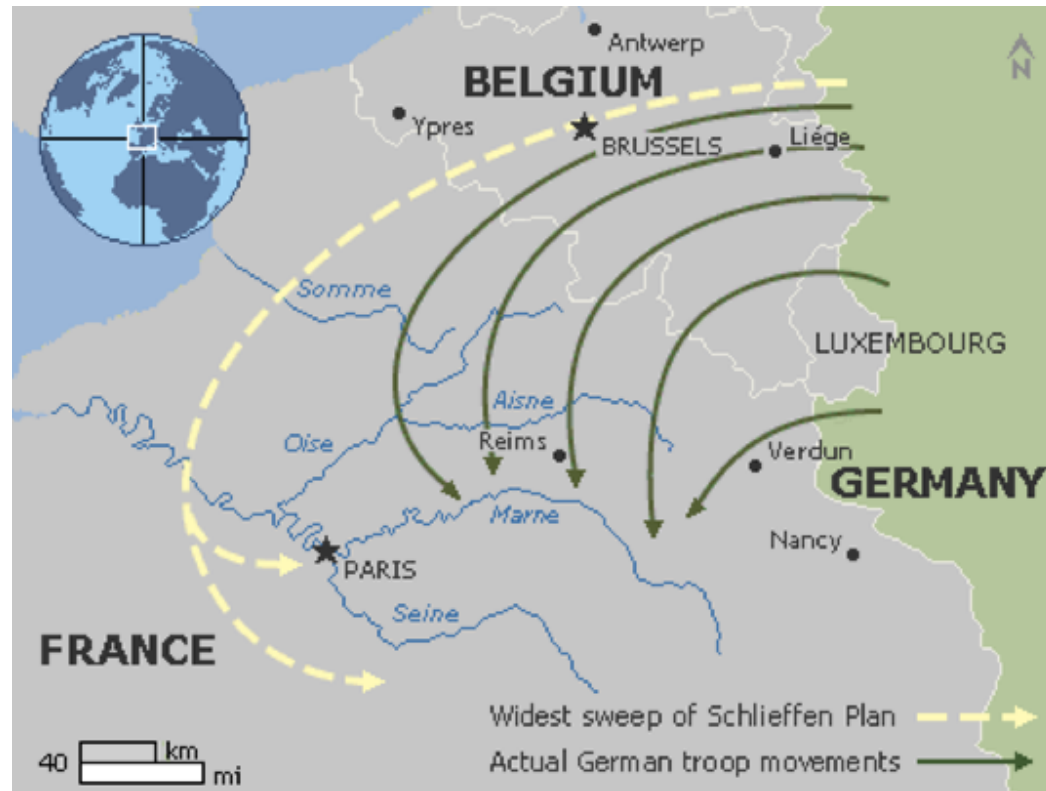 Antwerp
BELGIUM
N
Ypres
BRUSSELS
Liége
Somme
LUXEMBOURG
Aisne
Oise
Reims
Verdun
GERMANY
Marne
Nancy
PARIS
Seine
FRANCE
Widest sweep of Schlieffen Plan
40 km
mi
Actual German troop movements